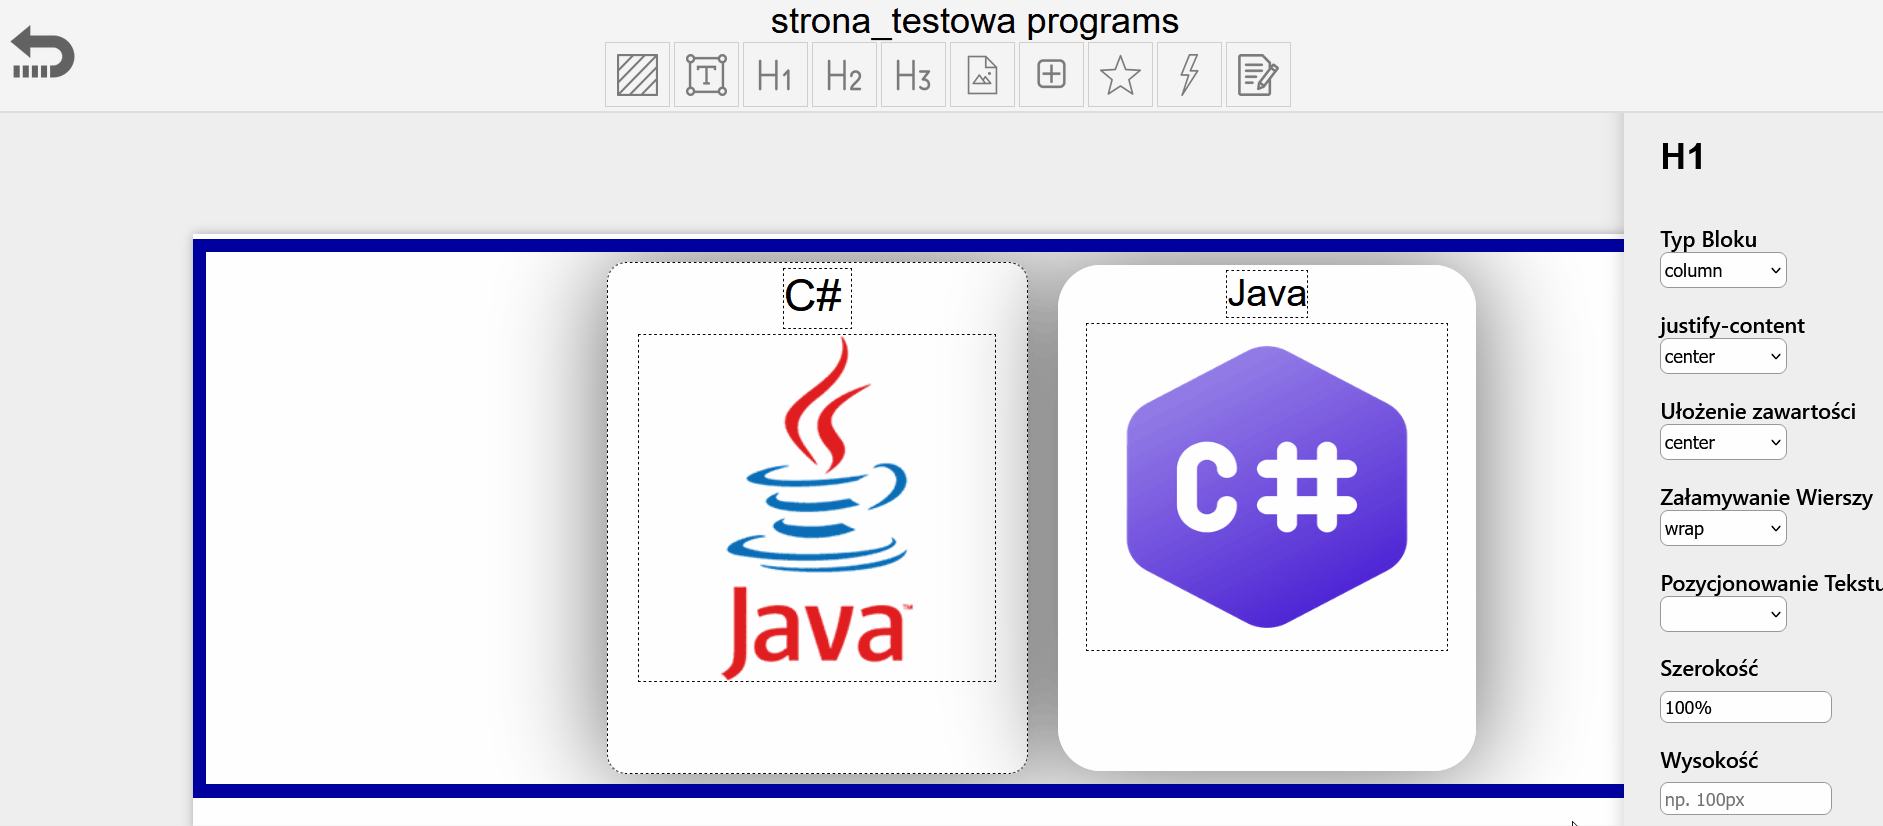 strona_testowa programs
H1
H2
H3
H1
Typ Bloku
column
justify-content
center
Ułożenie zawartości
center
Załamywanie Wierszy
wrap
Pozycjonowanie Tekstu
Szerokość
100%
Wysokość
np. 100px
C#
Java™
Java
C#